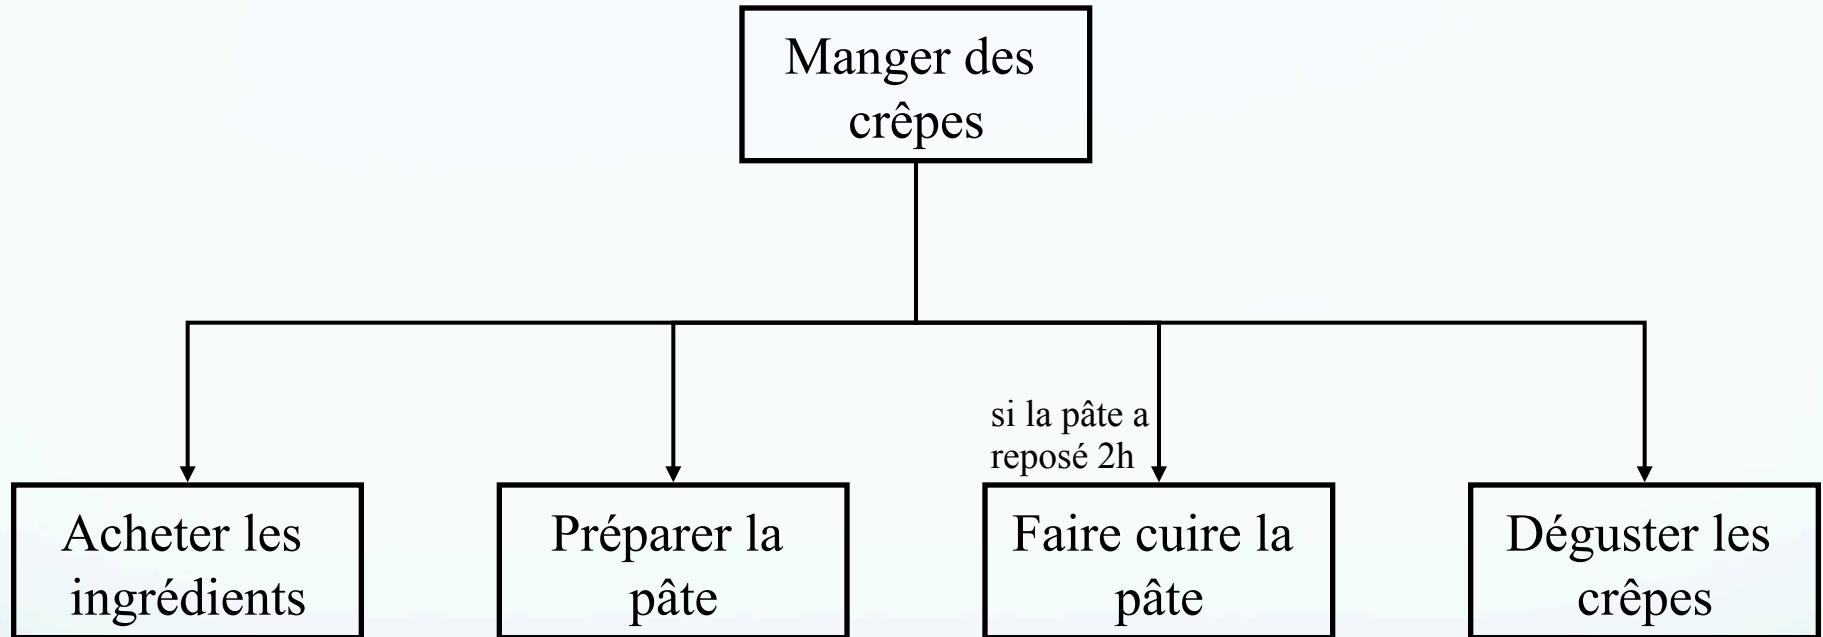 Manger des
crêpes
si la pâte a
reposé 2h
Acheter les
ingrédients
Préparer la
pâte
Faire cuire la
pâte
Déguster les
crêpes